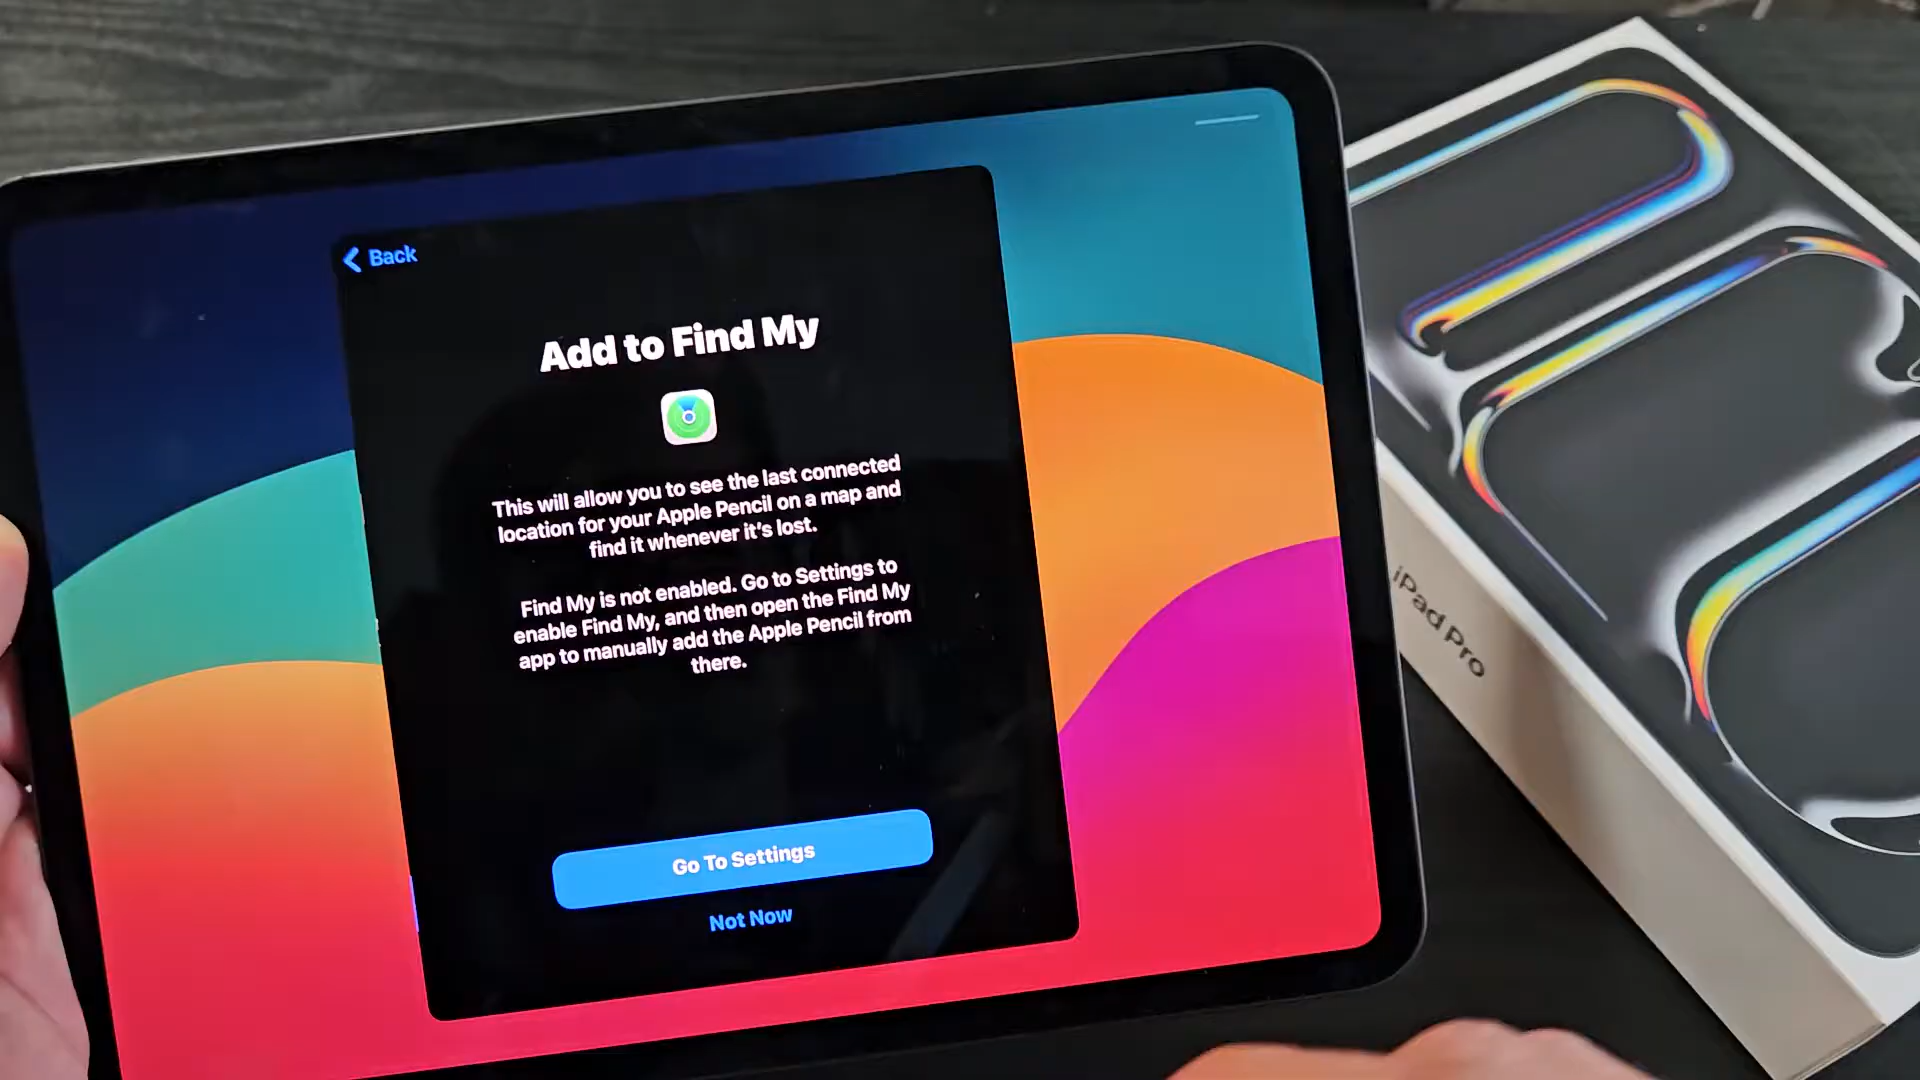 Back
Add to Find My
This will allow you to see the last connected
location for your Apple Pencil on a map and
find it whenever it's lost.
Find My is not enabled. Go to Settings to
enable Find My, and then open the Find My
app to manually add the Apple Pencil from
there.
Go To Settings
Not Now
iPad Pro